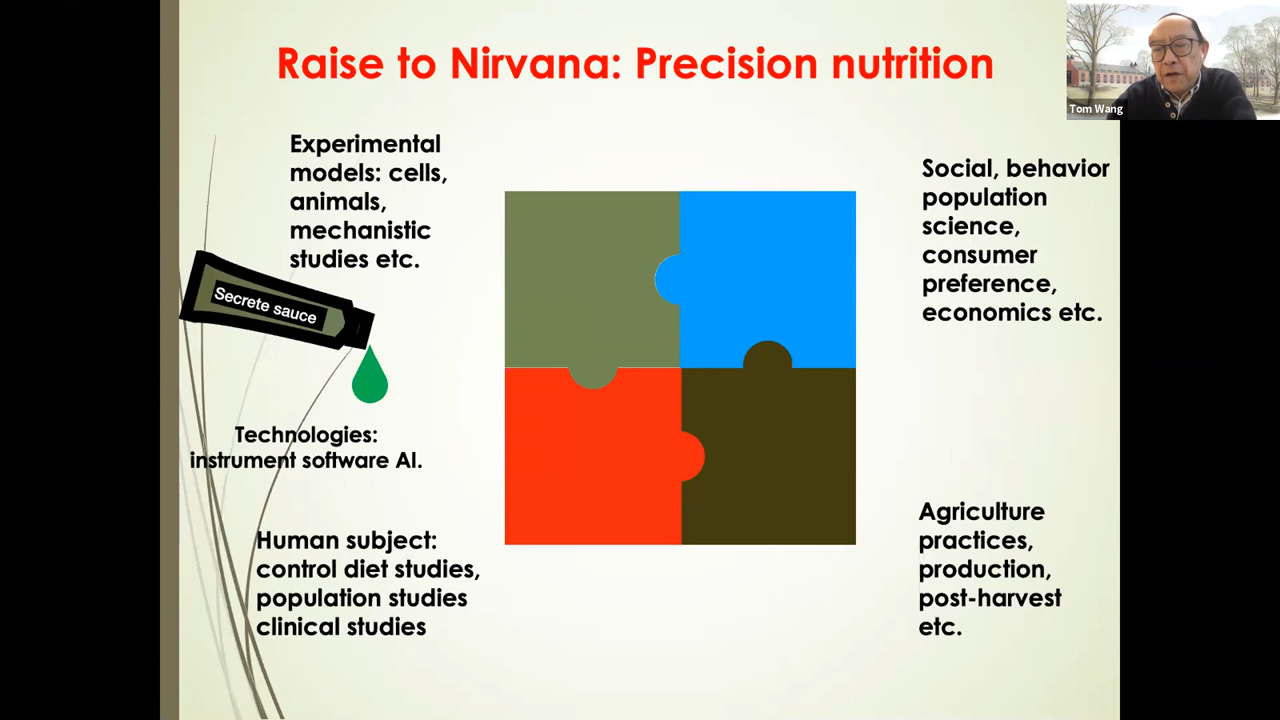 Raise to Nirvana: Precision nutrition
Tom Wang
Experimental
models: cells,
animals,
mechanistic
studies etc.
Social, behavior
population
science,
consumer
preference,
economics etc.
Secrete sauce
Technologies:
instrument software AI.
Human subject:
control diet studies,
population studies
clinical studies
Agriculture
practices,
production,
post-harvest
etc.